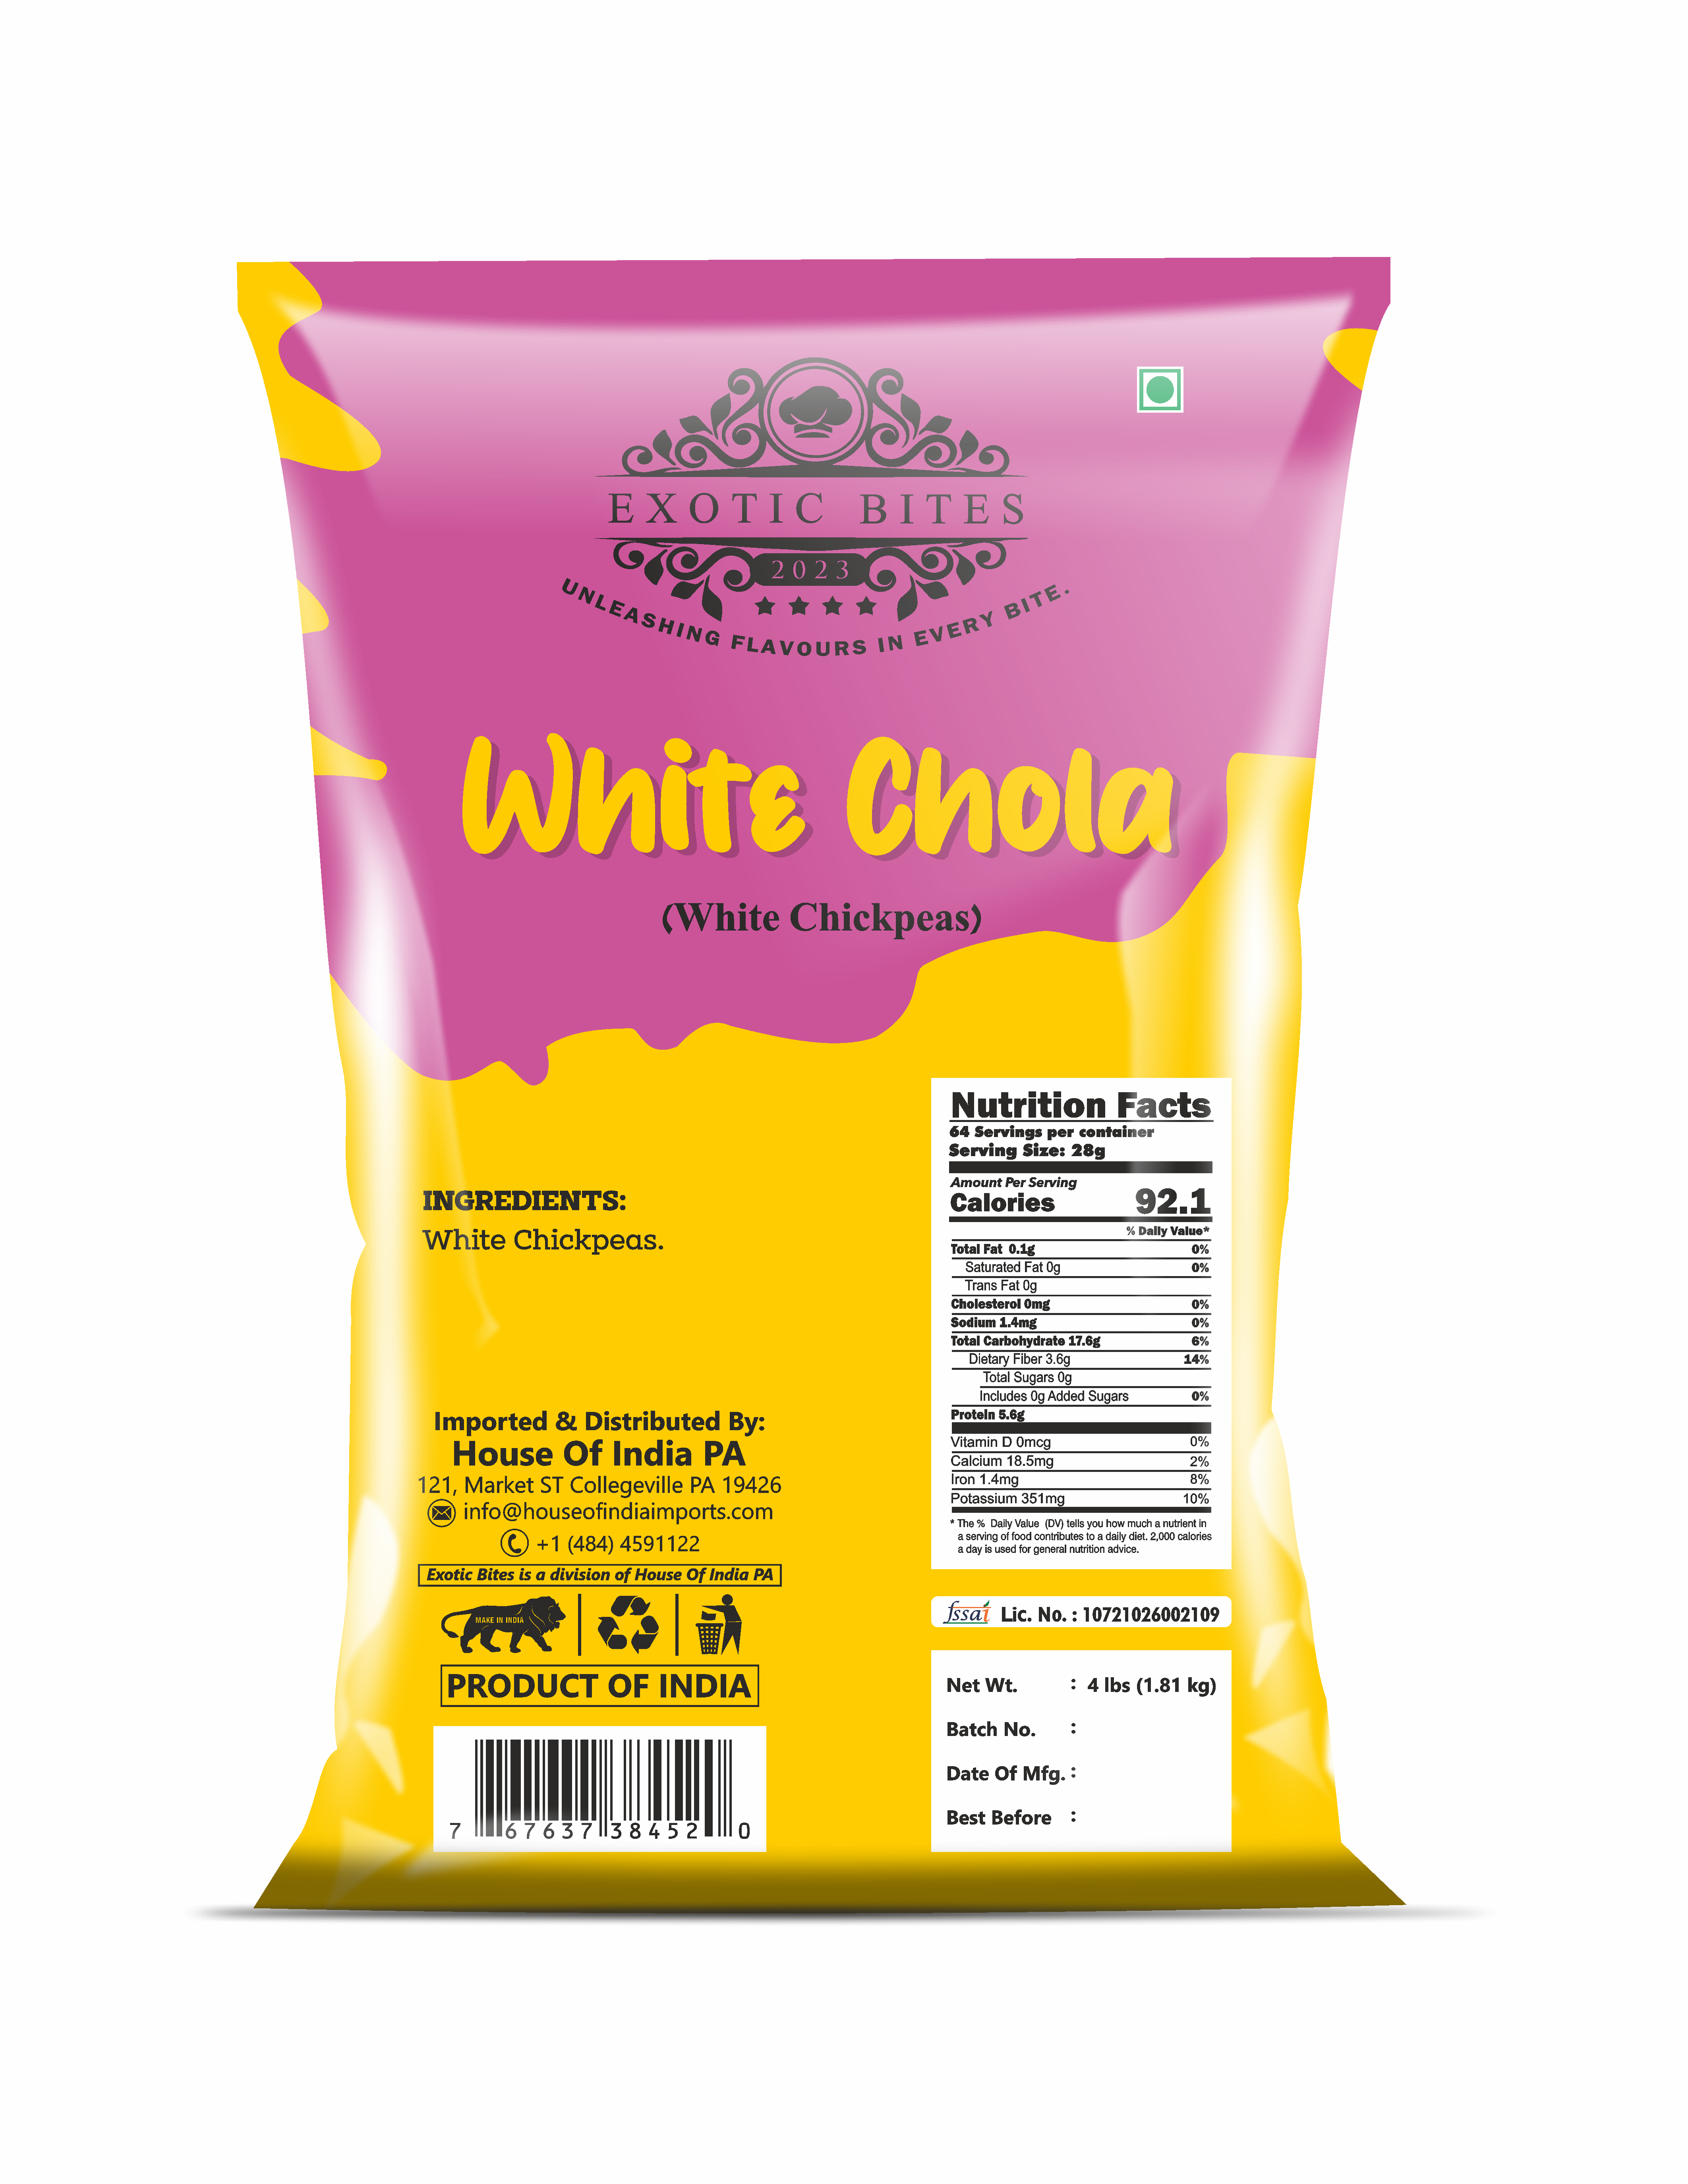 EXOTIC BITES
2023
UNLEASHING FLAVOURS IN EVERY BITE.
White Chola
(White Chickpeas)
INGREDIENTS:
White Chickpeas.
Imported & Distributed By:
House Of India PA
121, Market ST Collegeville PA 19426
info@houseofindiaimports.com
+1 (484) 4591122
Exotic Bites is a division of House Of India PA
MAKE IN INDIA
PRODUCT OF INDIA
7 67637 38452 0
Nutrition Facts
64 Servings per container
Serving Size: 28g
Amount Per Serving
Calories 92.1
% Daily Value*
Total Fat 0.1g 0%
Saturated Fat 0g 0%
Trans Fat 0g
Cholesterol 0mg 0%
Sodium 1.4mg 0%
Total Carbohydrate 17.6g 6%
Dietary Fiber 3.6g 14%
Total Sugars 0g
Includes 0g Added Sugars 0%
Protein 5.6g
Vitamin D 0mcg 0%
Calcium 18.5mg 2%
Iron 1.4mg 8%
Potassium 351mg 10%
* The % Daily Value (DV) tells you how much a nutrient in
a serving of food contributes to a daily diet. 2,000 calories
a day is used for general nutrition advice.
fssai Lic. No. : 10721026002109
Net Wt. : 4 lbs (1.81 kg)
Batch No. :
Date Of Mfg. :
Best Before :